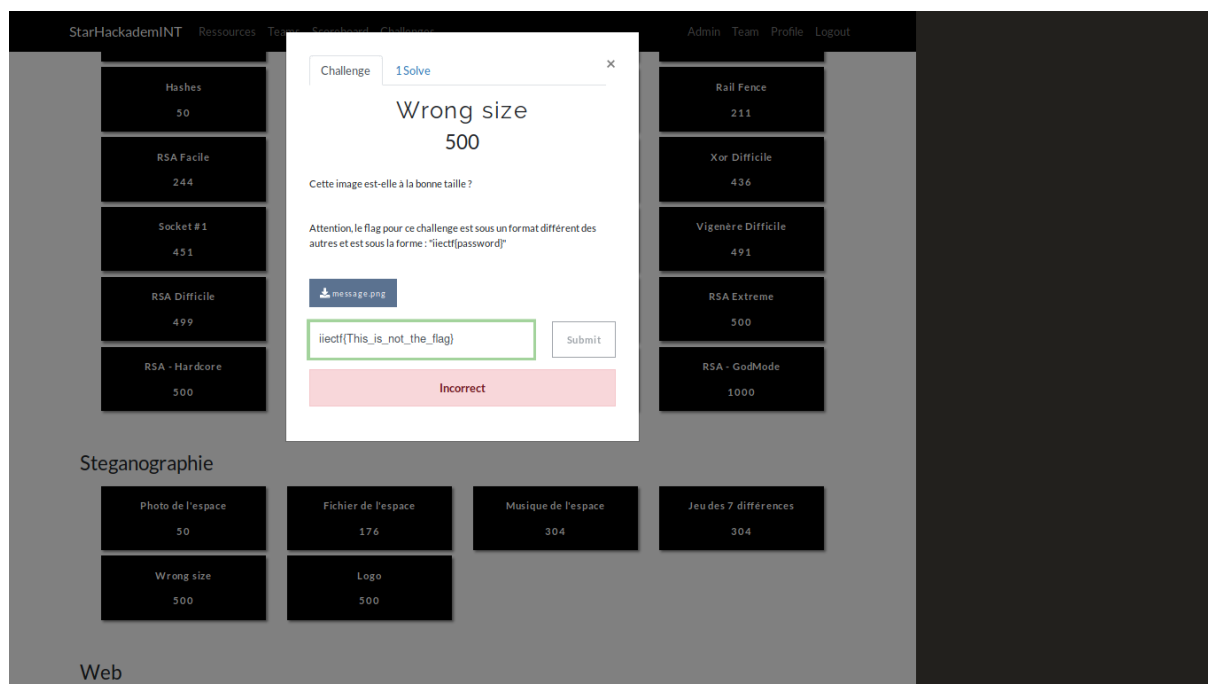 StarHackademINT Ressources Teams Scoreboard Challenges Admin Team Profile Logout
Challenge 1 Solve ×
Wrong size
500
Cette image est-elle à la bonne taille ?
Attention, le flag pour ce challenge est sous un format différent des
autres et est sous la forme : "iiectf{password}"
message.png
iiectf{This_is_not_the_flag} Submit
Incorrect
Hashes
50
Rail Fence
211
RSA Facile
244
Xor Difficile
436
Socket #1
451
Vigenère Difficile
491
RSA Difficile
499
RSA Extreme
500
RSA - Hardcore
500
RSA - GodMode
1000
Steganographie
Photo de l'espace
50
Fichier de l'espace
176
Musique de l'espace
304
Jeu des 7 différences
304
Wrong size
500
Logo
500
Web